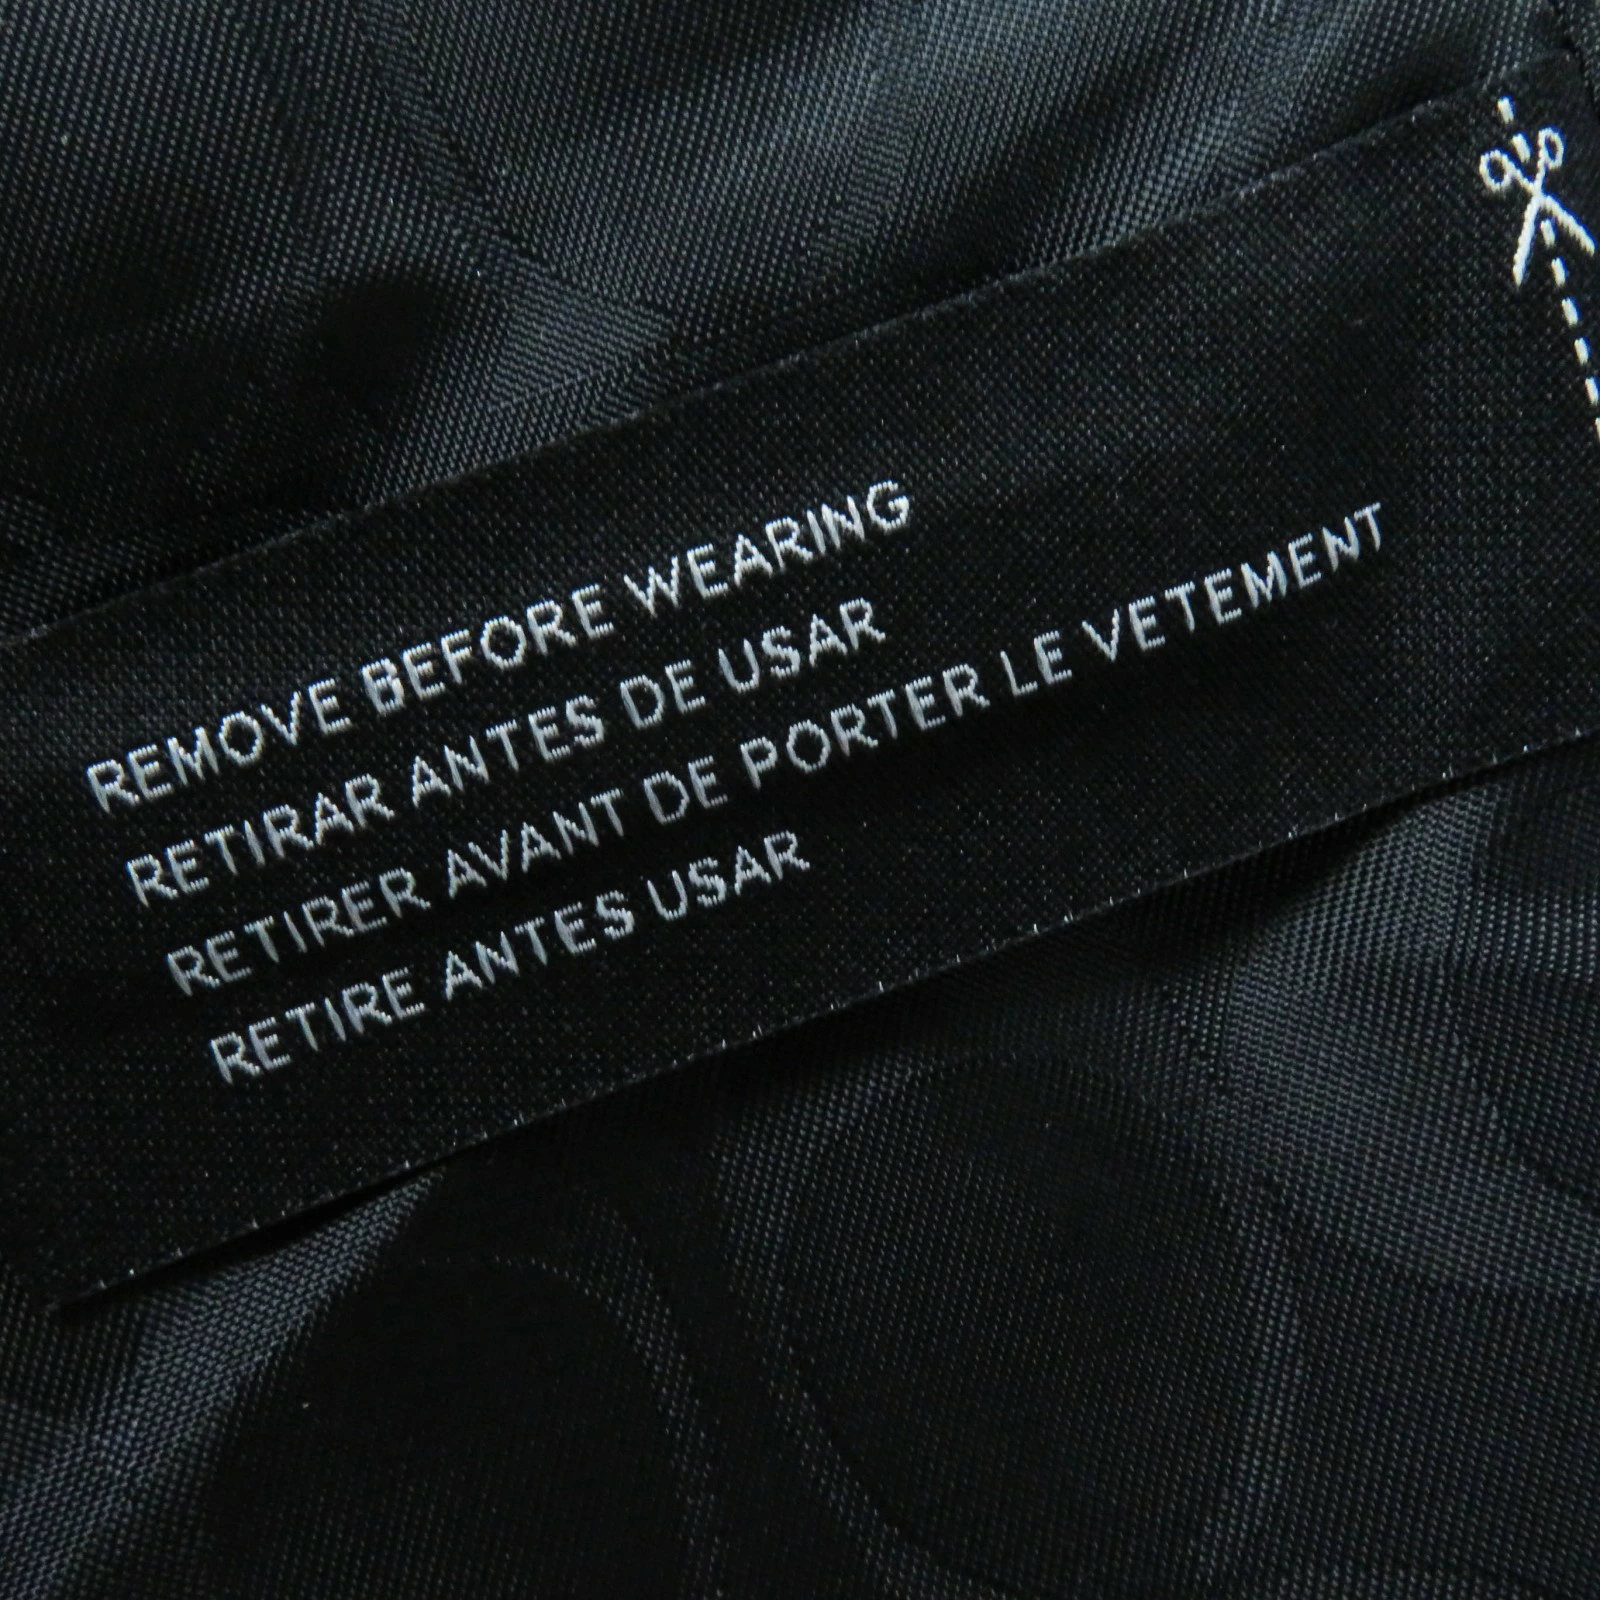 REMOVE BEFORE WEARING
RETIRAR ANTES DE USAR
RETIRER AVANT DE PORTER LE VETEMENT
RETIRE ANTES USAR